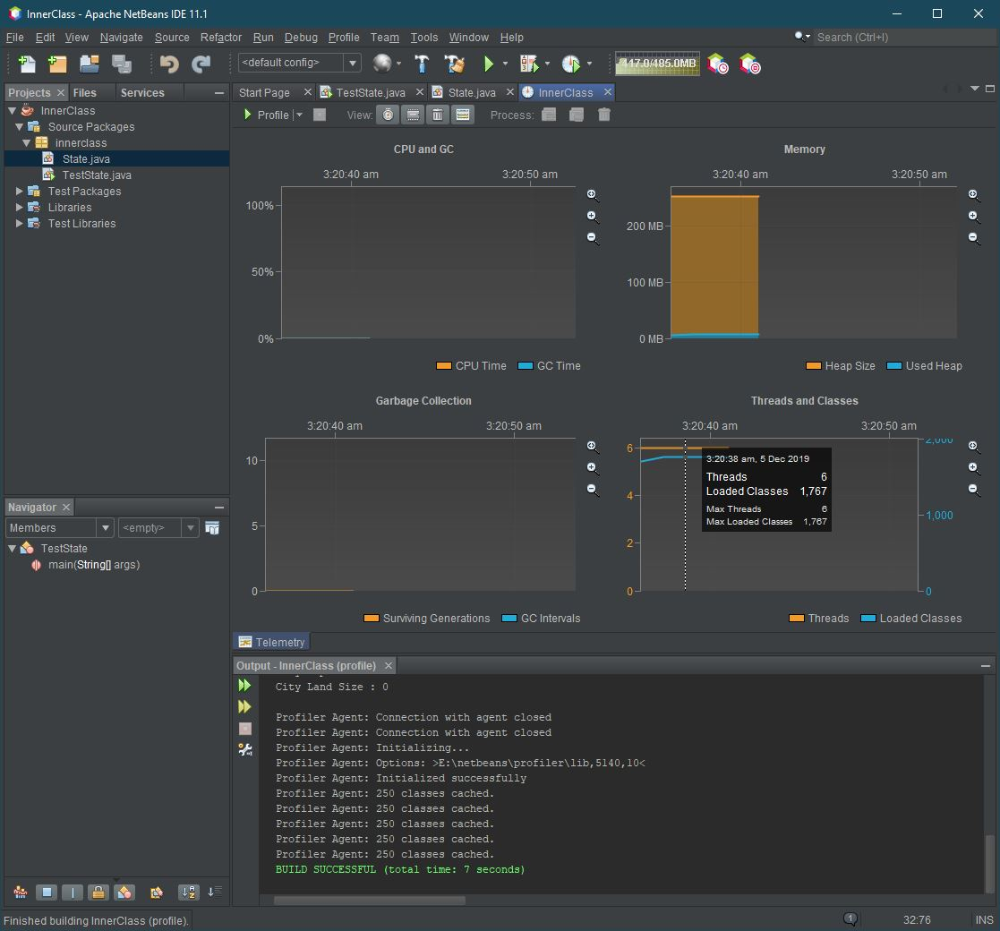 InnerClass - Apache NetBeans IDE 11.1
File Edit View Navigate Source Refactor Run Debug Profile Team Tools Window Help
Search (Ctrl+I)
<default config>
417.0/485.0MB
Projects Files Services
Start Page TestState.java State.java InnerClass
InnerClass
Source Packages
innerclass
State.java
TestState.java
Test Packages
Libraries
Test Libraries
Profile View: Process:
CPU and GC
3:20:40 am 3:20:50 am
100%
50%
0%
CPU Time GC Time
Memory
3:20:40 am 3:20:50 am
200 MB
100 MB
0 MB
Heap Size Used Heap
Garbage Collection
3:20:40 am 3:20:50 am
10
5
0
Surviving Generations GC Intervals
Threads and Classes
3:20:40 am 3:20:50 am
6
4
2
0
2,000
1,000
0
3:20:38 am, 5 Dec 2019
Threads 6
Loaded Classes 1,767
Max Threads 6
Max Loaded Classes 1,767
Threads Loaded Classes
Telemetry
Navigator
Members <empty>
TestState
main(String[] args)
Output - InnerClass (profile)
City Land Size : 0
Profiler Agent: Connection with agent closed
Profiler Agent: Connection with agent closed
Profiler Agent: Initializing...
Profiler Agent: Options: >E:\netbeans\profiler\lib,5140,10<
Profiler Agent: Initialized successfully
Profiler Agent: 250 classes cached.
Profiler Agent: 250 classes cached.
Profiler Agent: 250 classes cached.
Profiler Agent: 250 classes cached.
Profiler Agent: 250 classes cached.
BUILD SUCCESSFUL (total time: 7 seconds)
Finished building InnerClass (profile).
1
32:76
INS